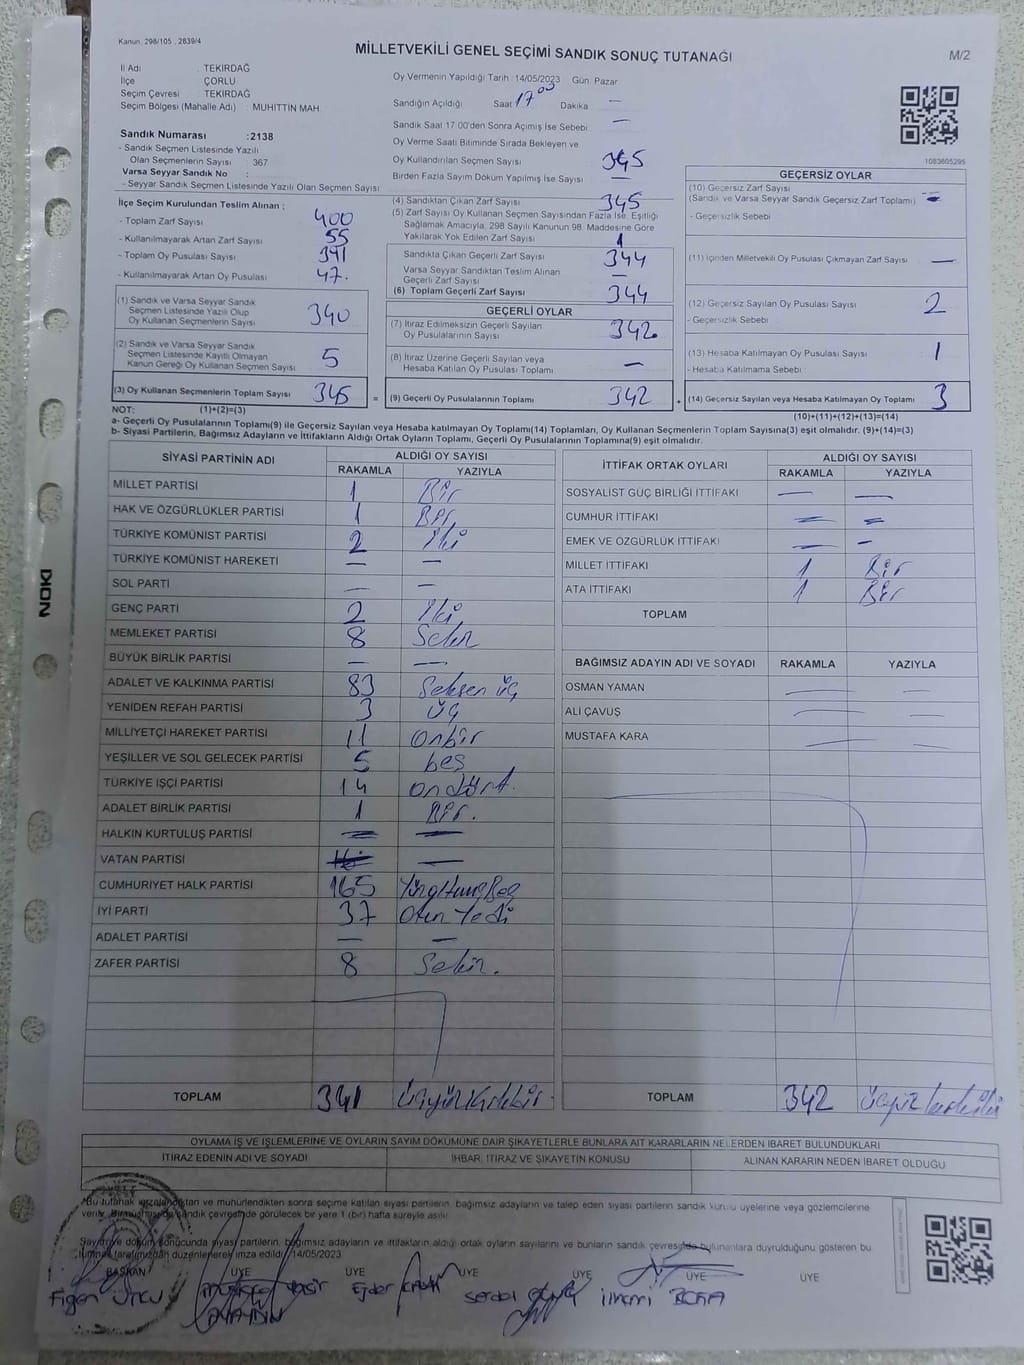 Kanun, 298/105 , 2839/4
MİLLETVEKİLİ GENEL SEÇİMİ SANDIK SONUÇ TUTANAĞI
M/2
İl Adı : TEKİRDAĞ
İlçe : ÇORLU
Seçim Çevresi : TEKİRDAĞ
Seçim Bölgesi (Mahalle Adı) : MUHİTTİN MAH.
Sandık Numarası :2138
- Sandık Seçmen Listesinde Yazılı
Olan Seçmenlerin Sayısı : 367
Varsa Seyyar Sandık No :
- Seyyar Sandık Seçmen Listesinde Yazılı Olan Seçmen Sayısı :
Oy Vermenin Yapıldığı Tarih :14/05/2023 Gün: Pazar
Sandığın Açıldığı Saat 17 00 Dakika —
Sandık Saat 17:00'den Sonra Açımış İse Sebebi —
Oy Verme Saati Bitiminde Sırada Bekleyen ve
Oy Kullandırılan Seçmen Sayısı 345
Birden Fazla Sayım Döküm Yapılmış İse Sayısı —
1083605295
İlçe Seçim Kurulundan Teslim Alınan ;
- Toplam Zarf Sayısı 400
- Kullanılmayarak Artan Zarf Sayısı 55
- Toplam Oy Pusulası Sayısı 391
- Kullanılmayarak Artan Oy Pusulası 47.
(1) Sandık ve Varsa Seyyar Sandık
Seçmen Listesinde Yazılı Olup
Oy Kullanan Seçmenlerin Sayısı 340
(2) Sandık ve Varsa Seyyar Sandık
Seçmen Listesinde Kayıtlı Olmayan
Kanun Gereği Oy Kullanan Seçmen Sayısı 5
(3) Oy Kullanan Seçmenlerin Toplam Sayısı 345 =
(4) Sandıktan Çıkan Zarf Sayısı 345
(5) Zarf Sayısı Oy Kullanan Seçmen Sayısından Fazla İse, Eşitliği
Sağlamak Amacıyla; 298 Sayılı Kanunun 98. Maddesine Göre
Yakılarak Yok Edilen Zarf Sayısı 1
Sandıkta Çıkan Geçerli Zarf Sayısı 344
Varsa Seyyar Sandıktan Teslim Alınan
Geçerli Zarf Sayısı —
(6) Toplam Geçerli Zarf Sayısı 344
GEÇERLİ OYLAR
(7) İtiraz Edilmeksizin Geçerli Sayılan
Oy Pusulalarının Sayısı 342
(8) İtiraz Üzerine Geçerli Sayılan veya
Hesaba Katılan Oy Pusulası Toplamı —
(9) Geçerli Oy Pusulalarının Toplamı 342 +
GEÇERSİZ OYLAR
(10) Geçersiz Zarf Sayısı
(Sandık ve Varsa Seyyar Sandık Geçersiz Zarf Toplamı) -
- Geçersizlik Sebebi
(11) İçinden Milletvekili Oy Pusulası Çıkmayan Zarf Sayısı —
(12) Geçersiz Sayılan Oy Pusulası Sayısı 2
- Geçersizlik Sebebi
(13) Hesaba Katılmayan Oy Pusulası Sayısı 1
- Hesaba Katılmama Sebebi
(14) Geçersiz Sayılan veya Hesaba Katılmayan Oy Toplamı 3
NOT: (1)+(2)=(3) (10)+(11)+(12)+(13)=(14)
a- Geçerli Oy Pusulalarının Toplamı(9) ile Geçersiz Sayılan veya Hesaba Katılmayan Oy Toplamı(14) Toplamları, Oy Kullanan Seçmenlerin Toplam Sayısına(3) eşit olmalıdır. (9)+(14)=(3)
b- Siyasi Partilerin, Bağımsız Adayların ve İttifakların Aldığı Ortak Oyların Toplamı, Geçerli Oy Pusulalarının Toplamına(9) eşit olmalıdır.
SİYASİ PARTİNİN ADI ALDIĞI OY SAYISI
RAKAMLA YAZIYLA
MİLLET PARTİSİ 1 Bir
HAK VE ÖZGÜRLÜKLER PARTİSİ 1 Bir
TÜRKİYE KOMÜNİST PARTİSİ 2 İki
TÜRKİYE KOMÜNİST HAREKETİ — —
SOL PARTİ — —
GENÇ PARTİ 2 İki
MEMLEKET PARTİSİ 8 Sekiz
BÜYÜK BİRLİK PARTİSİ — —
ADALET VE KALKINMA PARTİSİ 83 Seksen üç
YENİDEN REFAH PARTİSİ 3 üç
MİLLİYETÇİ HAREKET PARTİSİ 11 onbir
YEŞİLLER VE SOL GELECEK PARTİSİ 5 beş
TÜRKİYE İŞÇİ PARTİSİ 14 ondört.
ADALET BİRLİK PARTİSİ 1 Bir.
HALKIN KURTULUŞ PARTİSİ — —
VATAN PARTİSİ —
CUMHURİYET HALK PARTİSİ 165
İYİ PARTİ 37 Otuz Yedi
ADALET PARTİSİ — —
ZAFER PARTİSİ 8 Sekiz.
TOPLAM 341
İTTİFAK ORTAK OYLARI ALDIĞI OY SAYISI
RAKAMLA YAZIYLA
SOSYALİST GÜÇ BİRLİĞİ İTTİFAKI — —
CUMHUR İTTİFAKI — —
EMEK VE ÖZGÜRLÜK İTTİFAKI — —
MİLLET İTTİFAKI 1 Bir
ATA İTTİFAKI 1 Bir
TOPLAM
BAĞIMSIZ ADAYIN ADI VE SOYADI RAKAMLA YAZIYLA
OSMAN YAMAN — —
ALİ ÇAVUŞ — —
MUSTAFA KARA — —
TOPLAM 342
OYLAMA İŞ VE İŞLEMLERİNE VE OYLARIN SAYIM DÖKÜMÜNE DAİR ŞİKAYETLERLE BUNLARA AİT KARARLARIN NELERDEN İBARET BULUNDUKLARI
İTİRAZ EDENİN ADI VE SOYADI İHBAR, İTİRAZ VE ŞİKAYETİN KONUSU ALINAN KARARIN NEDEN İBARET OLDUĞU
*Bu tutanak imzalandıktan ve mühürlendikten sonra seçime katılan siyasi partilerin, bağımsız adayların ve talep eden siyasi partilerin sandık kurulu üyelerine veya gözlemcilerine
verilir. Bir nüshası da sandık çevresinde görülecek bir yere 1 (bir) hafta süreyle asılır.
Sayım ve döküm sonucunda siyasi partilerin, bağımsız adayların ve ittifakların aldığı ortak oyların sayılarını ve bunların sandık çevresinde bulunanlara duyrulduğunu gösteren bu
tutanak tarafımızdan düzenlenerek imza edildi. 14/05/2023
BAŞKAN ÜYE ÜYE ÜYE ÜYE ÜYE ÜYE
Figen UTKU Ejder Serdal BORA
NOKI